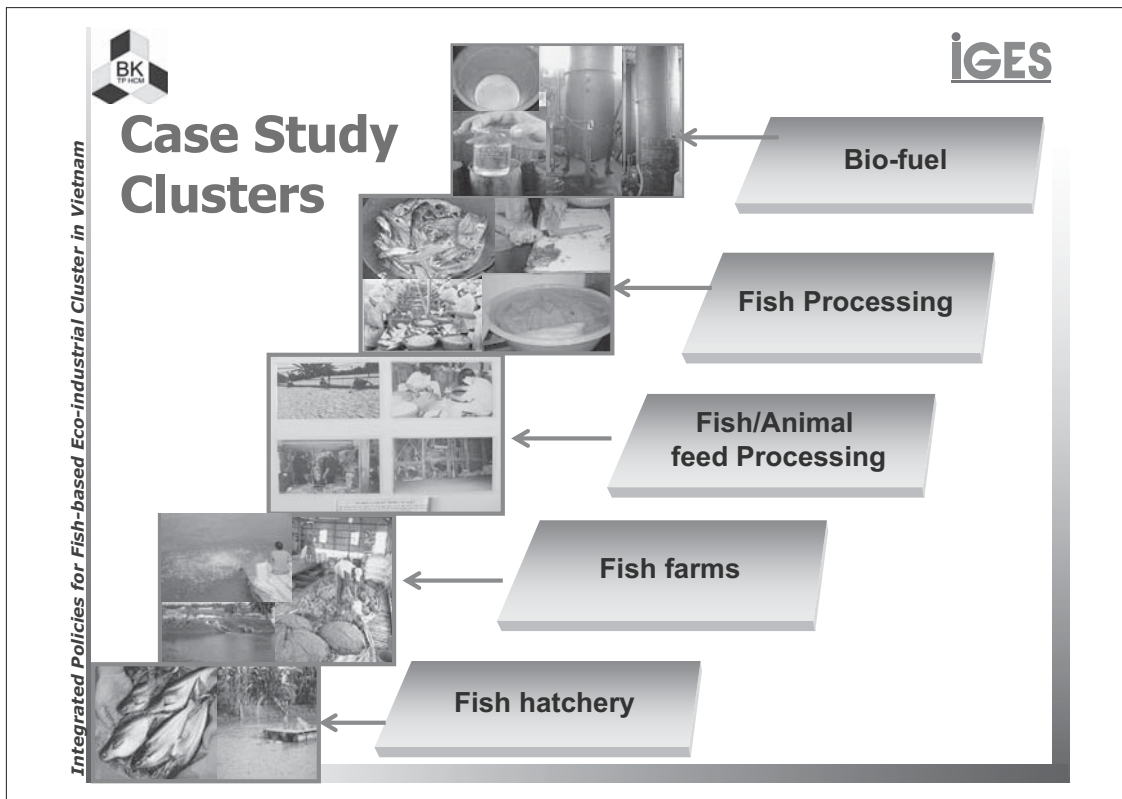 BK
TP HCM
iGES
Case Study
Clusters
Integrated Policies for Fish-based Eco-industrial Cluster in Vietnam
Bio-fuel
Fish Processing
Fish/Animal
feed Processing
Fish farms
Fish hatchery